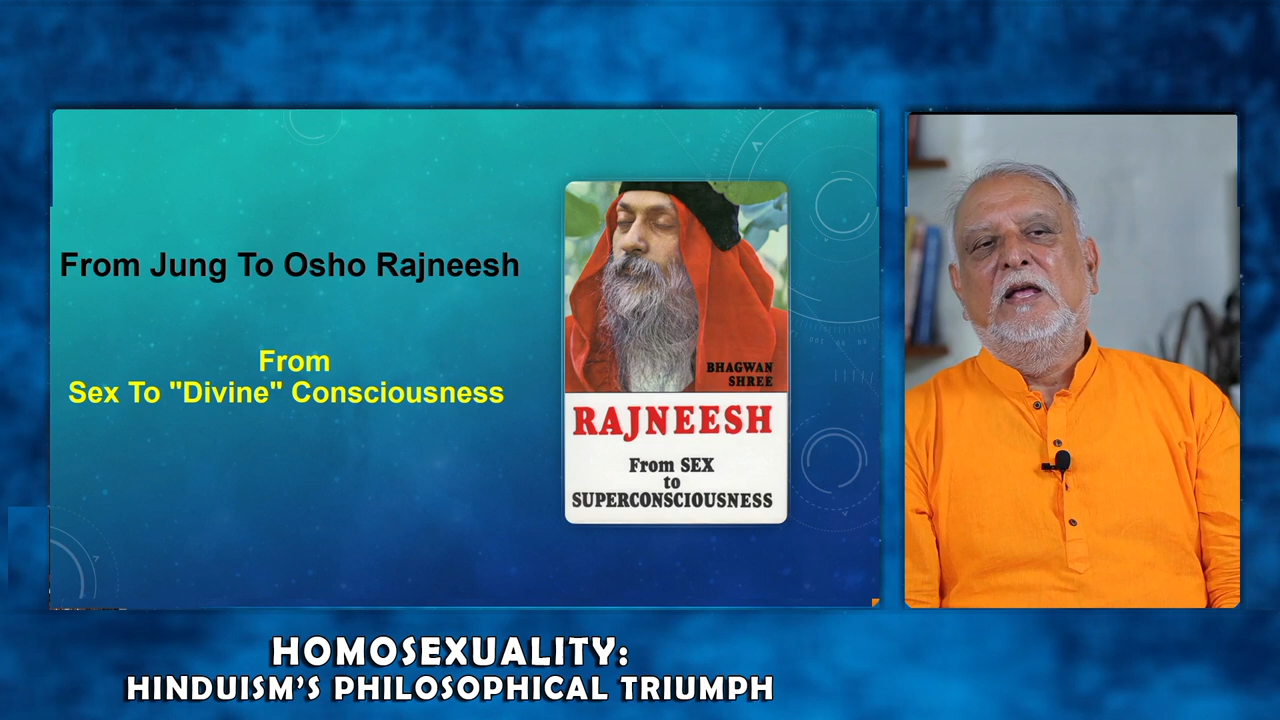 From Jung To Osho Rajneesh
From
Sex To "Divine" Consciousness
BHAGWAN
SHREE
RAJNEESH
From SEX
to
SUPERCONSCIOUSNESS
HOMOSEXUALITY:
HINDUISM'S PHILOSOPHICAL TRIUMPH